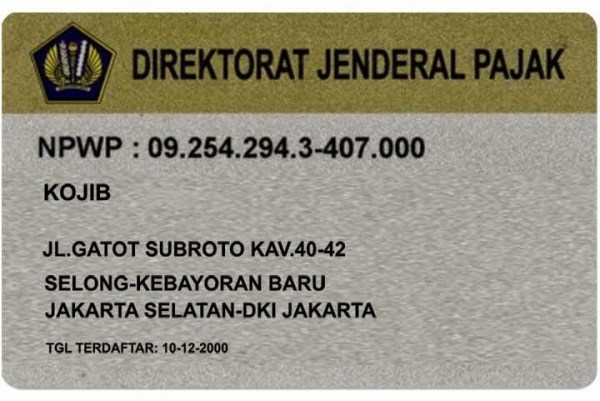 DIREKTORAT JENDERAL PAJAK
NPWP : 09.254.294.3-407.000
KOJIB
JL.GATOT SUBROTO KAV.40-42
SELONG-KEBAYORAN BARU
JAKARTA SELATAN-DKI JAKARTA
TGL TERDAFTAR: 10-12-2000